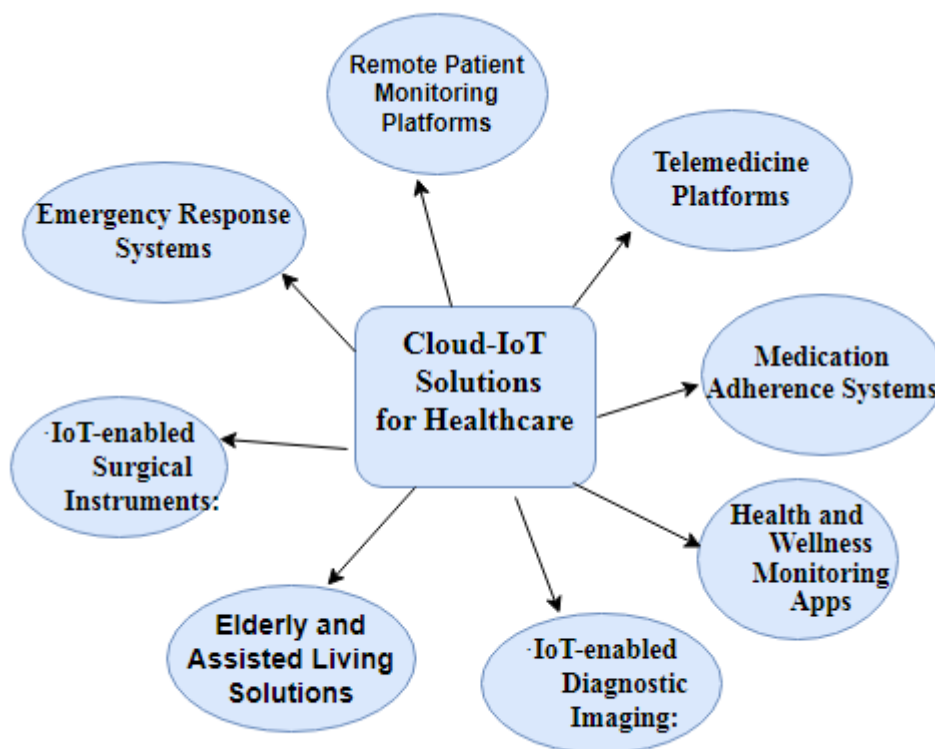 Remote Patient
Monitoring
Platforms
Telemedicine
Platforms
Emergency Response
Systems
Cloud-IoT
Solutions
for Healthcare
Medication
Adherence Systems
·IoT-enabled
Surgical
Instruments:
Health and
Wellness
Monitoring
Apps
Elderly and
Assisted Living
Solutions
·IoT-enabled
Diagnostic
Imaging: